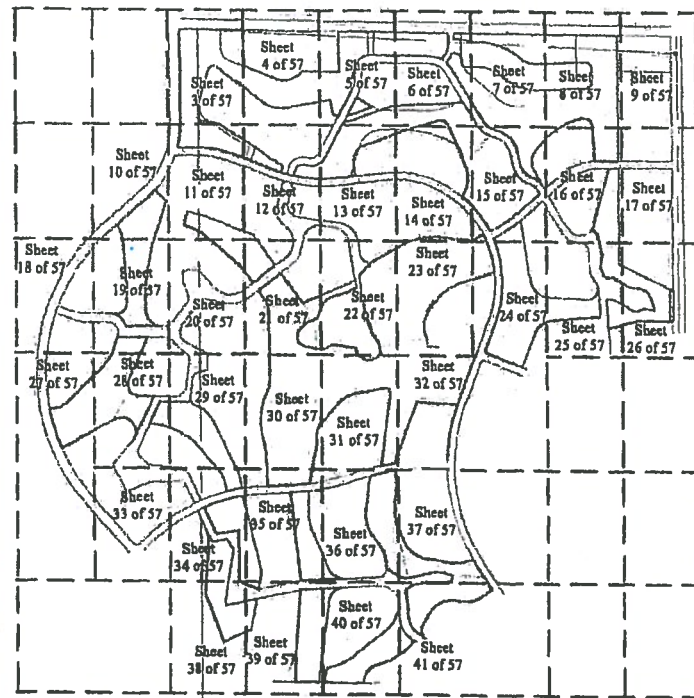 Sheet
3 of 57
Sheet
4 of 57
Sheet
5 of 57
Sheet
6 of 57
Sheet
7 of 57
Sheet
8 of 57
Sheet
9 of 57
Sheet
10 of 57
Sheet
11 of 57
Sheet
12 of 57
Sheet
13 of 57
Sheet
14 of 57
Sheet
15 of 57
Sheet
16 of 57
Sheet
17 of 57
Sheet
18 of 57
Sheet
19 of 57
Sheet
20 of 57
Sheet
21 of 57
Sheet
22 of 57
Sheet
23 of 57
Sheet
24 of 57
Sheet
25 of 57
Sheet
26 of 57
Sheet
27 of 57
Sheet
28 of 57
Sheet
29 of 57
Sheet
30 of 57
Sheet
31 of 57
Sheet
32 of 57
Sheet
33 of 57
Sheet
34 of 57
Sheet
35 of 57
Sheet
36 of 57
Sheet
37 of 57
Sheet
38 of 57
Sheet
39 of 57
Sheet
40 of 57
Sheet
41 of 57